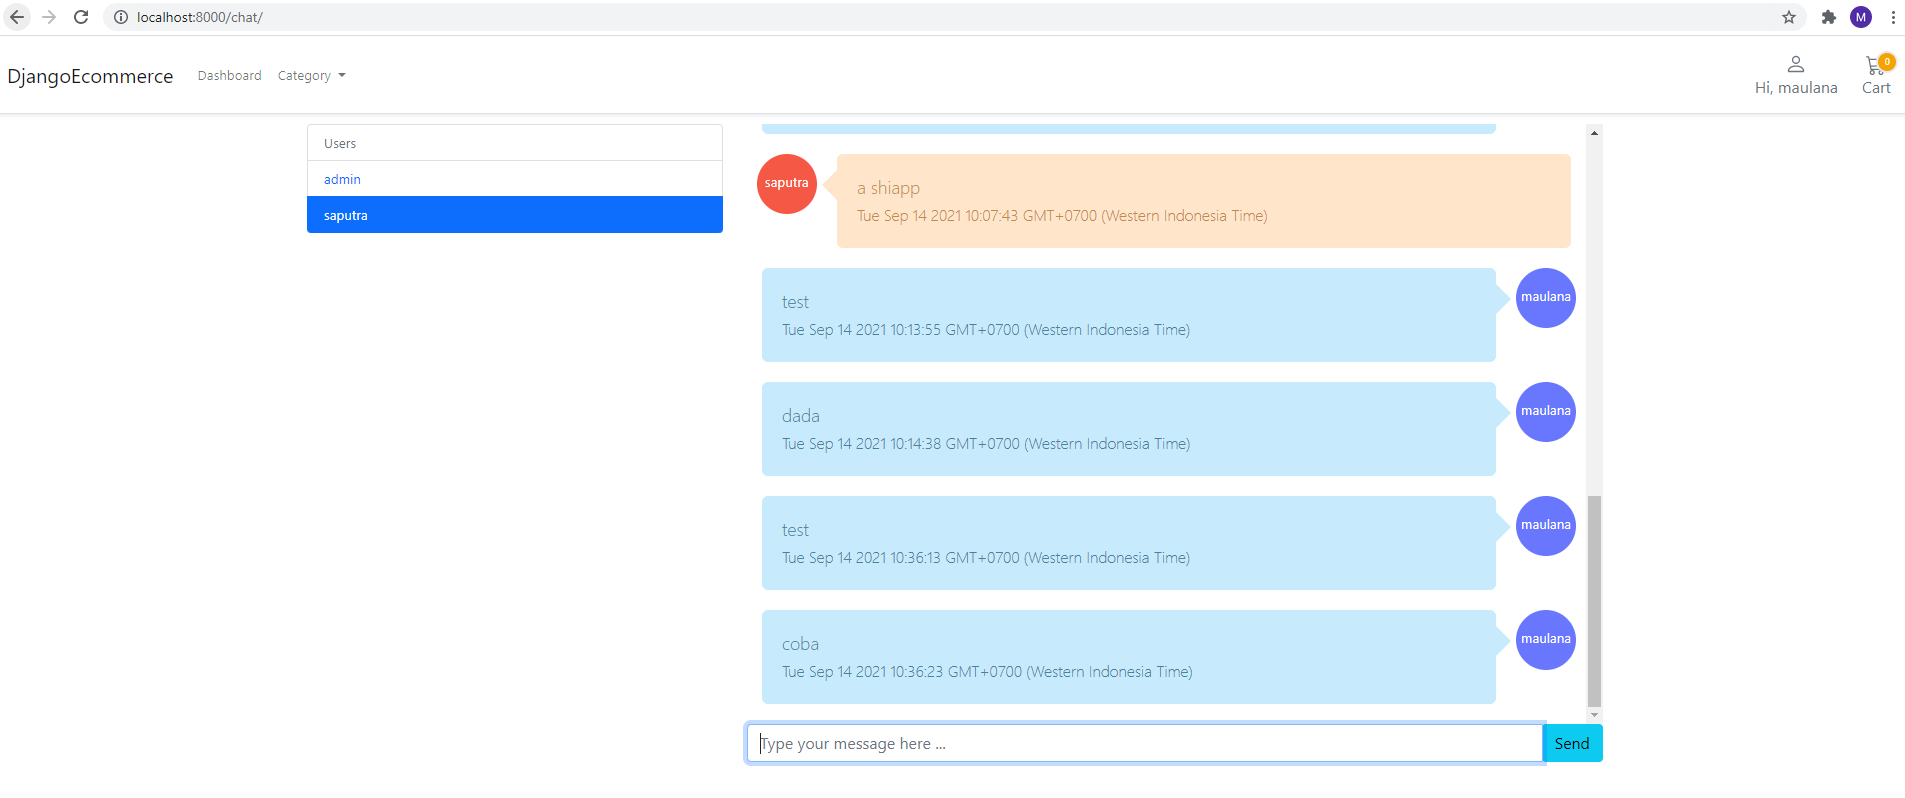 localhost:8000/chat/
M
DjangoEcommerce
Dashboard
Category
Hi, maulana
0
Cart
Users
admin
saputra
saputra
a shiapp
Tue Sep 14 2021 10:07:43 GMT+0700 (Western Indonesia Time)
test
Tue Sep 14 2021 10:13:55 GMT+0700 (Western Indonesia Time)
maulana
dada
Tue Sep 14 2021 10:14:38 GMT+0700 (Western Indonesia Time)
maulana
test
Tue Sep 14 2021 10:36:13 GMT+0700 (Western Indonesia Time)
maulana
coba
Tue Sep 14 2021 10:36:23 GMT+0700 (Western Indonesia Time)
maulana
Type your message here ...
Send